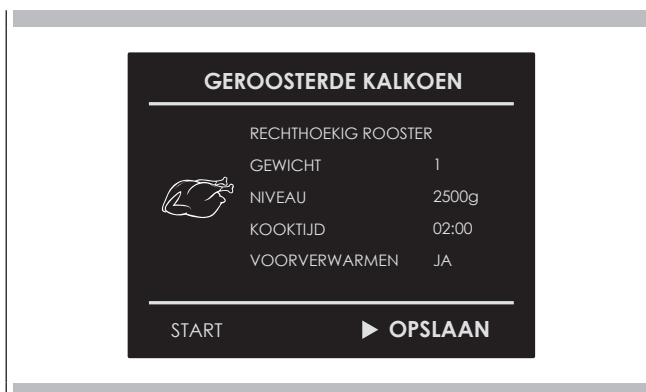 GEROOSTERDE KALKOEN
RECHTHOEKIG ROOSTER
GEWICHT 1
NIVEAU 2500g
KOOKTIJD 02:00
VOORVERWARMEN JA
START ▶ OPSLAAN